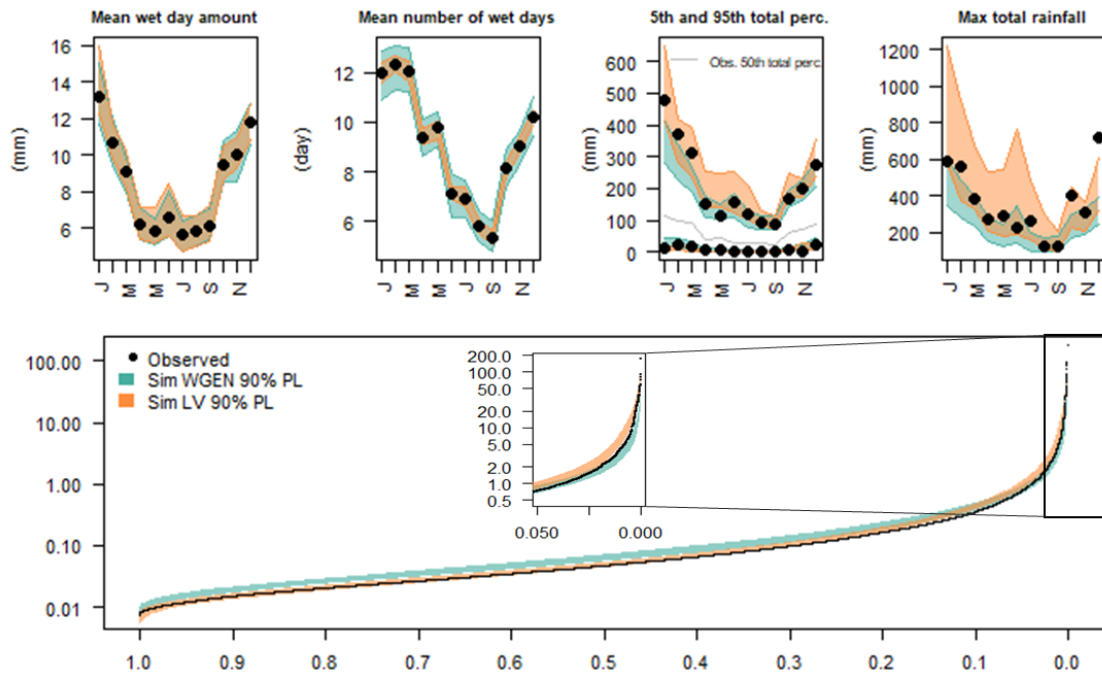 Mean wet day amount
Mean number of wet days
5th and 95th total perc.
Max total rainfall
16
14
12
10
8
6
(mm)
J
M
M
J
S
N
12
10
8
6
(day)
J
M
M
J
S
N
600
500
400
300
200
100
0
(mm)
Obs. 50th total perc.
J
M
M
J
S
N
1200
1000
800
600
400
200
(mm)
J
M
M
J
S
N
100.00
10.00
1.00
0.10
0.01
Observed
Sim WGEN 90% PL
Sim LV 90% PL
200.0
50.0
20.0
10.0
5.0
2.0
1.0
0.5
0.050
0.000
1.0 0.9 0.8 0.7 0.6 0.5 0.4 0.3 0.2 0.1 0.0